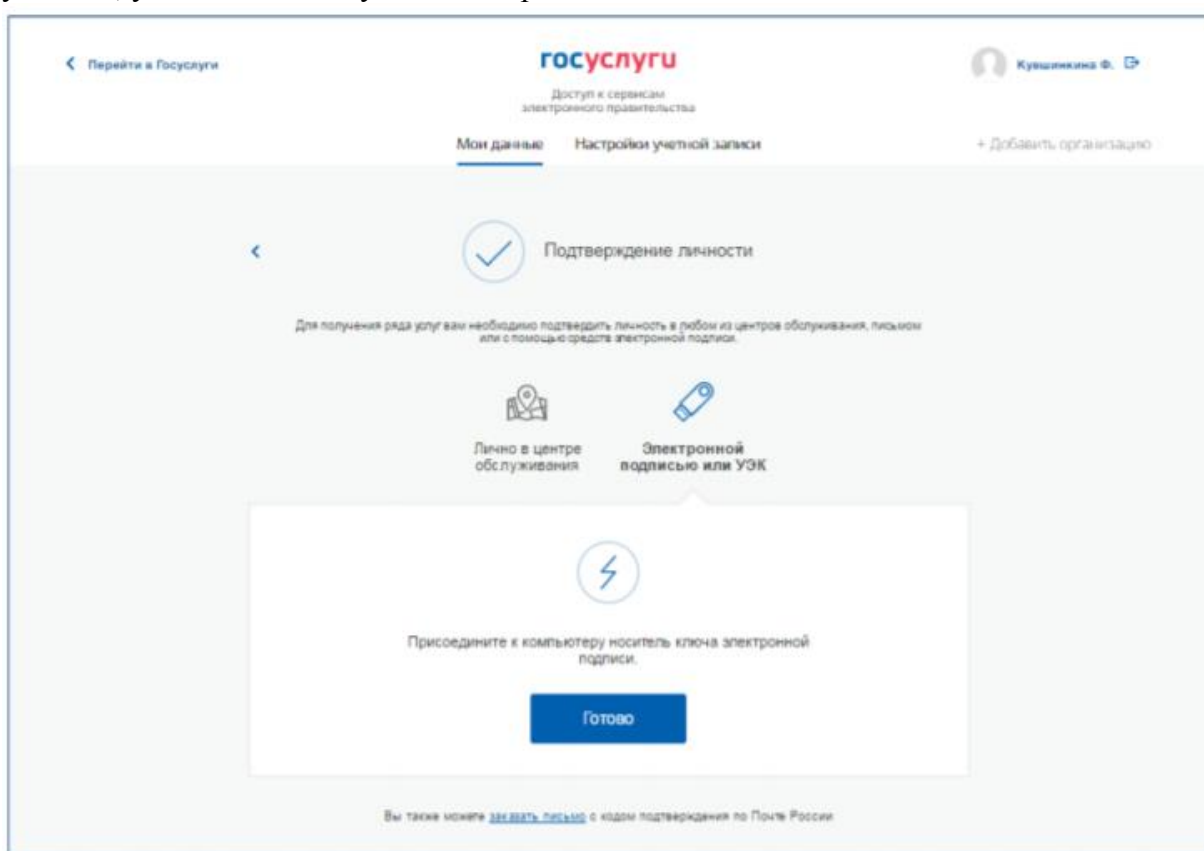 Перейти в Госуслуги
госуслуги
Кувшинкина Ф.
Доступ к сервисам
электронного правительства
Мои данные
Настройки учетной записи
+ Добавить организацию
Подтверждение личности
Для получения ряда услуг вам необходимо подтвердить личность в любом из центров обслуживания, письмом
или с помощью средств электронной подписи.
Лично в центре
обслуживания
Электронной
подписью или УЭК
Присоедините к компьютеру носитель ключа электронной
подписи.
Готово
Вы также можете заказать письмо с кодом подтверждения по Почте России